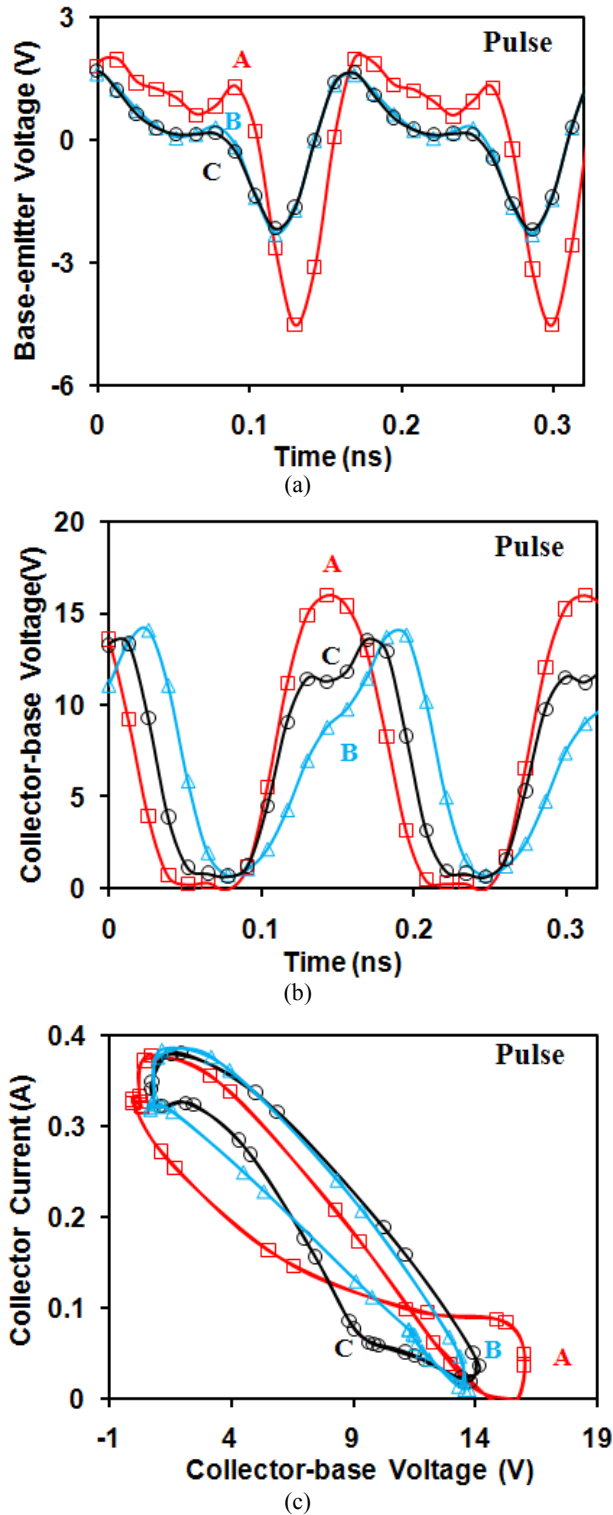 3
Pulse
A
0
B
C
-3
-6
0
0.1
0.2
0.3
Base-emitter Voltage (V)
Time (ns)
(a)
20
Pulse
A
15
C
10
B
5
0
0
0.1
0.2
0.3
Collector-base Voltage(V)
Time (ns)
(b)
0.4
Pulse
0.3
0.2
0.1
C
B
A
0
-1
4
9
14
19
Collector Current (A)
Collector-base Voltage (V)
(c)